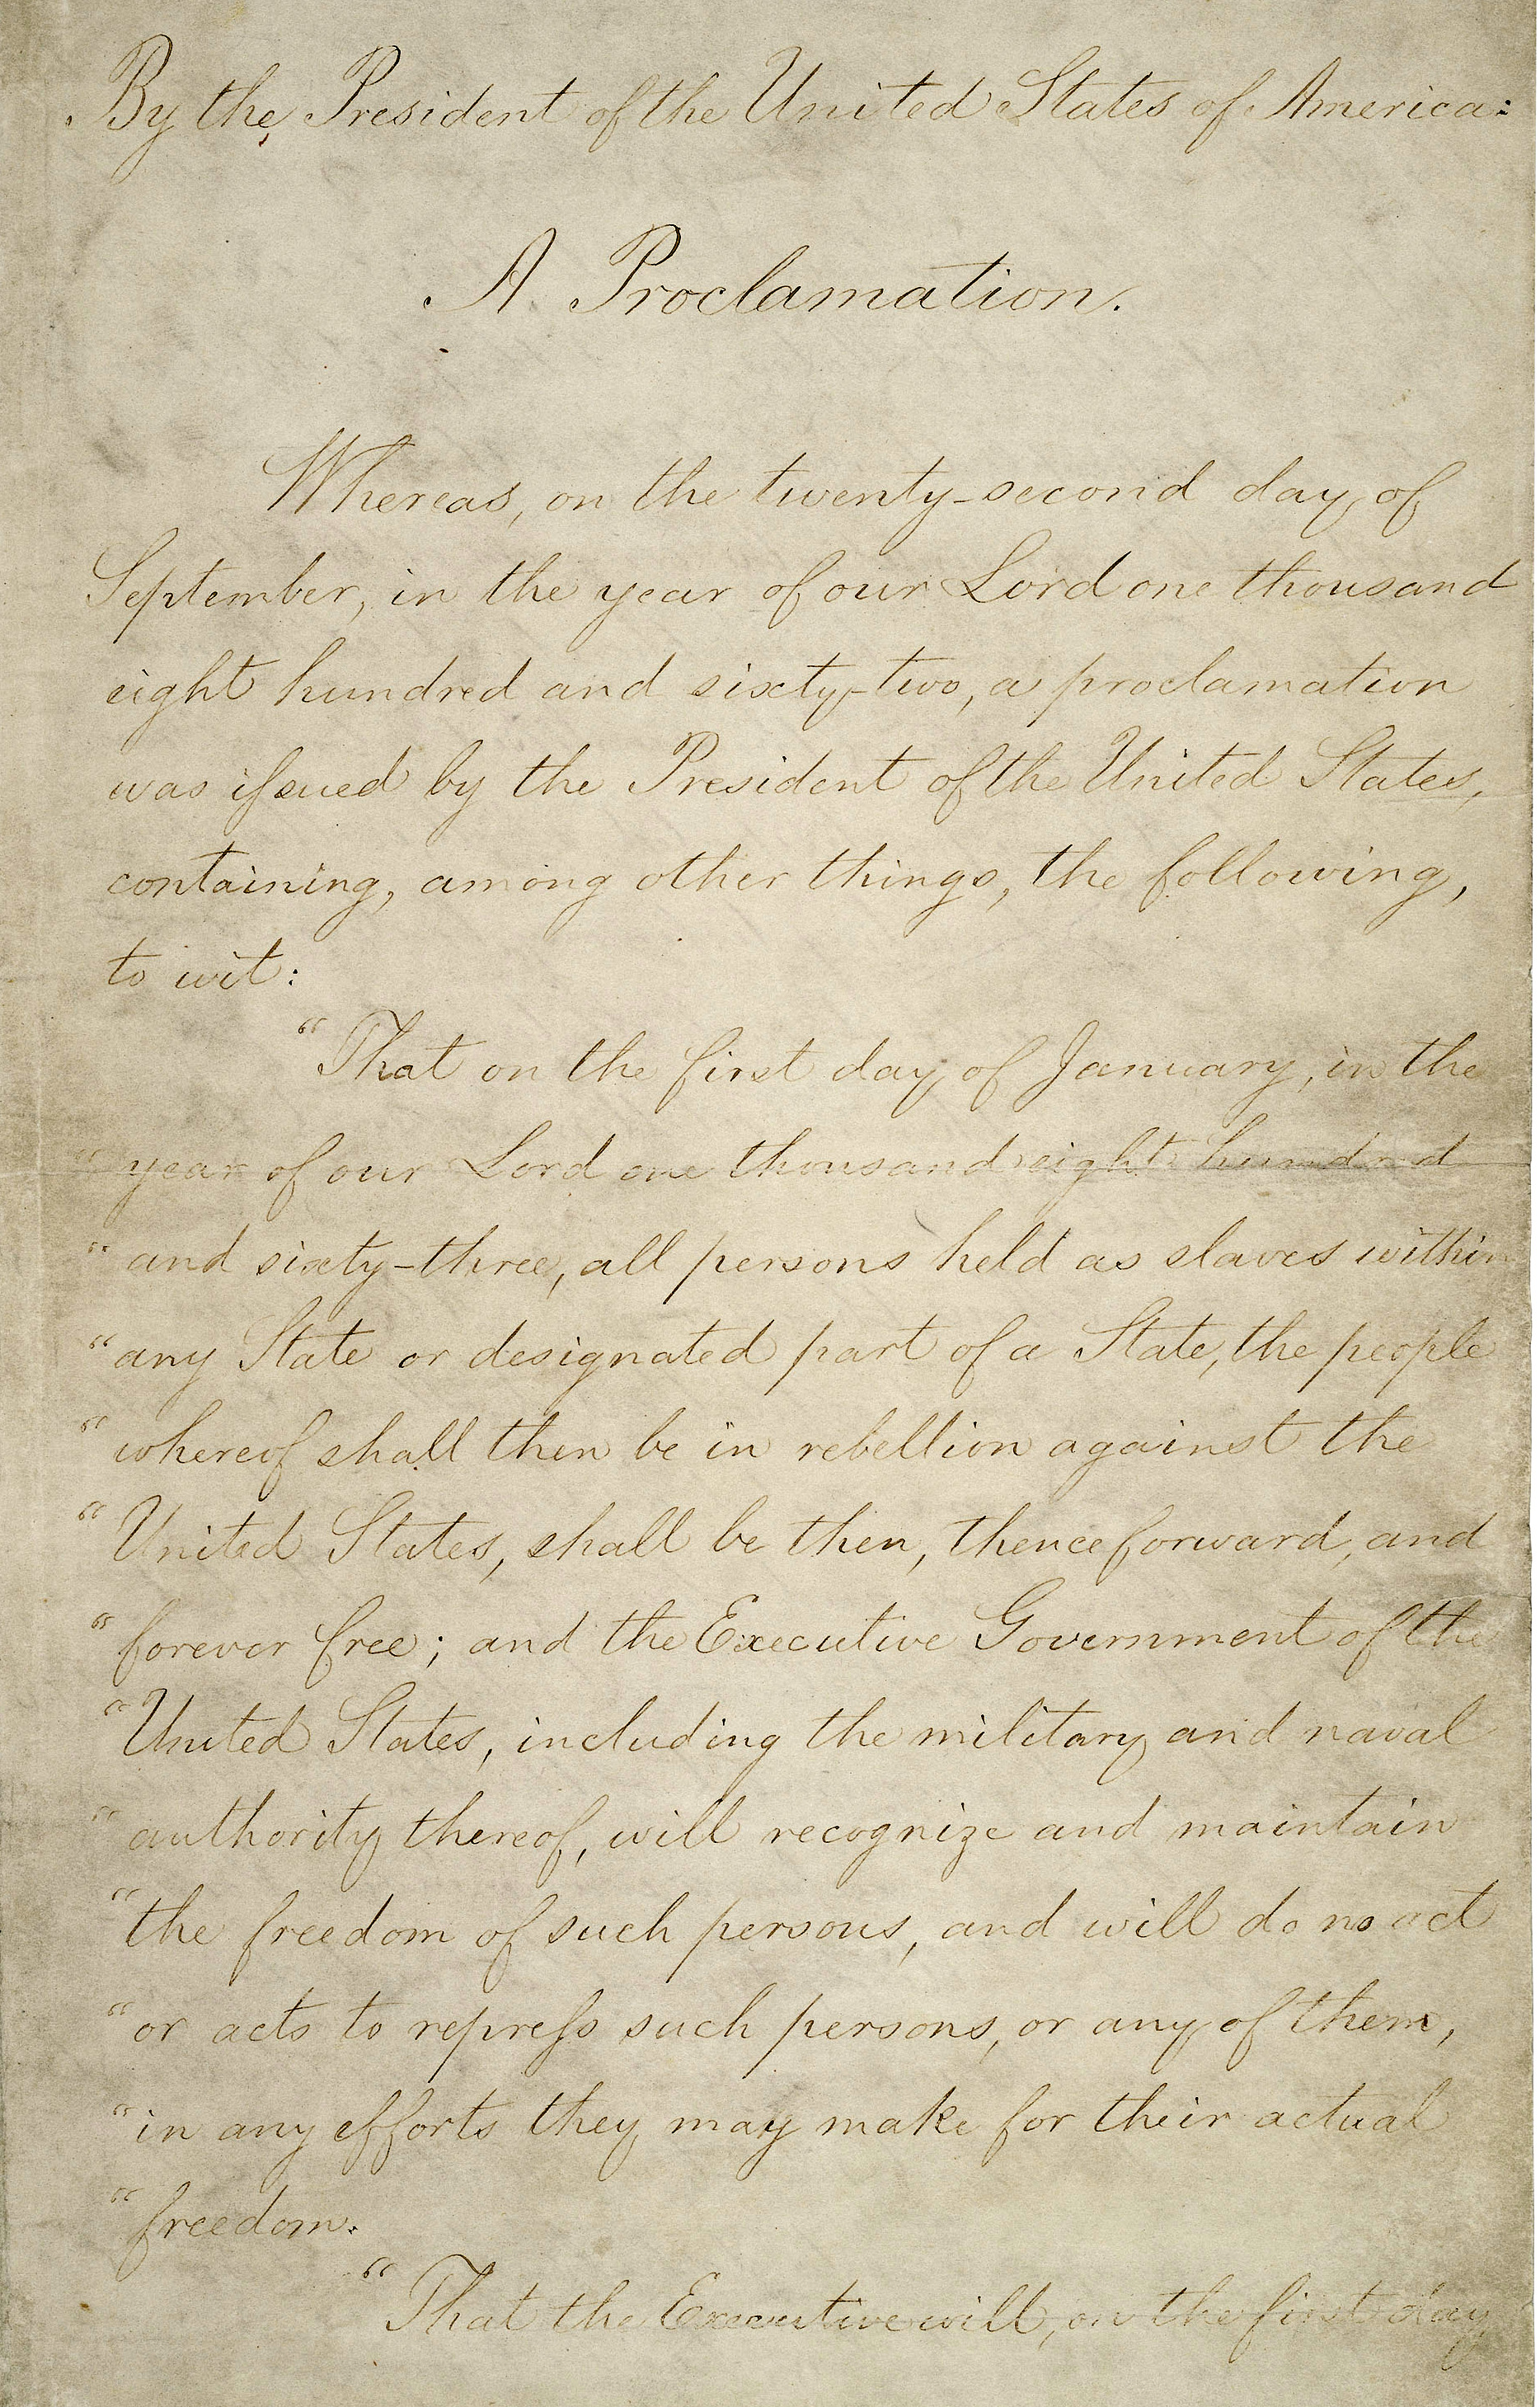 By the President of the United States of America:
A Proclamation.
Whereas, on the twenty-second day of
September, in the year of our Lord one thousand
eight hundred and sixty-two, a proclamation
was issued by the President of the United States,
containing, among other things, the following,
to wit:
"That on the first day of January, in the
"year of our Lord one thousand eight hundred
"and sixty-three, all persons held as slaves within
"any State or designated part of a State, the people
"whereof shall then be in rebellion against the
"United States, shall be then, thenceforward, and
"forever free; and the Executive Government of the
"United States, including the military and naval
"authority thereof, will recognize and maintain
"the freedom of such persons, and will do no act
"or acts to repress such persons, or any of them,
"in any efforts they may make for their actual
"freedom.
"That the Executive will, on the first day